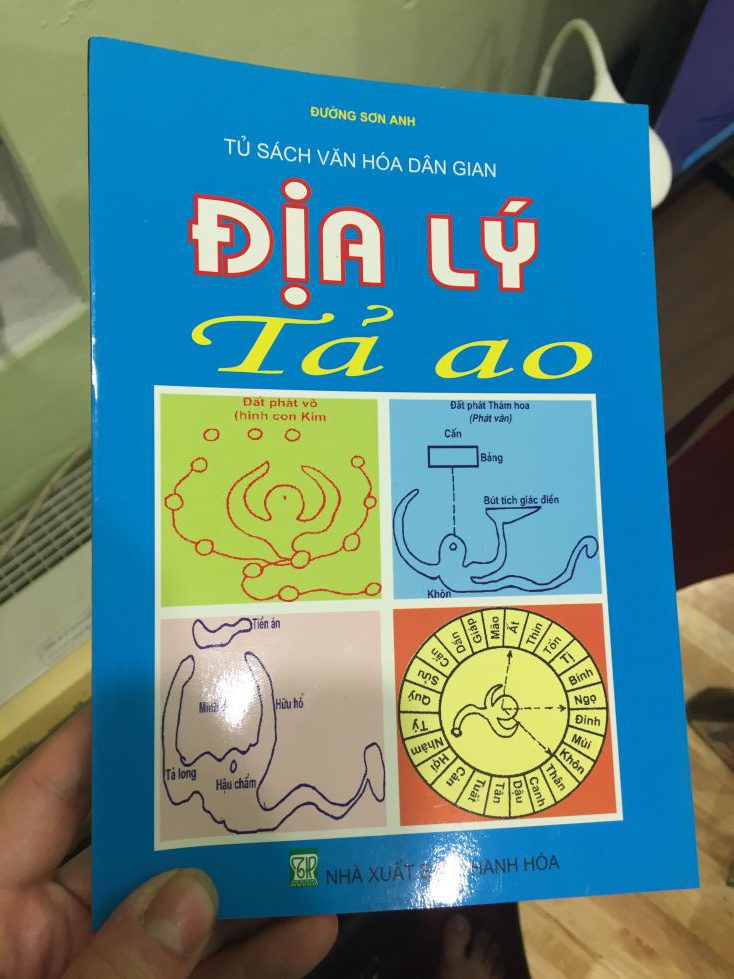 ĐƯỜNG SƠN ANH
TỦ SÁCH VĂN HÓA DÂN GIAN
ĐỊA LÝ
Tả ao
Đất phát võ
(hình con Kim
Đất phát Thám hoa
(Phát văn)
Cấn
Bảng
Bút tích giác điền
Khôn
Tiền án
Hữu hổ
Tả long
Hậu chẩm
Giáp
Mão
Ất
Thìn
Tốn
Tị
Bính
Ngọ
Đinh
Mùi
Khôn
Thân
Canh
Dậu
Tân
Tuất
Càn
Hợi
Nhâm
Tý
Quý
Sửu
Cấn
Dần
NHÀ XUẤT HANH HÓA